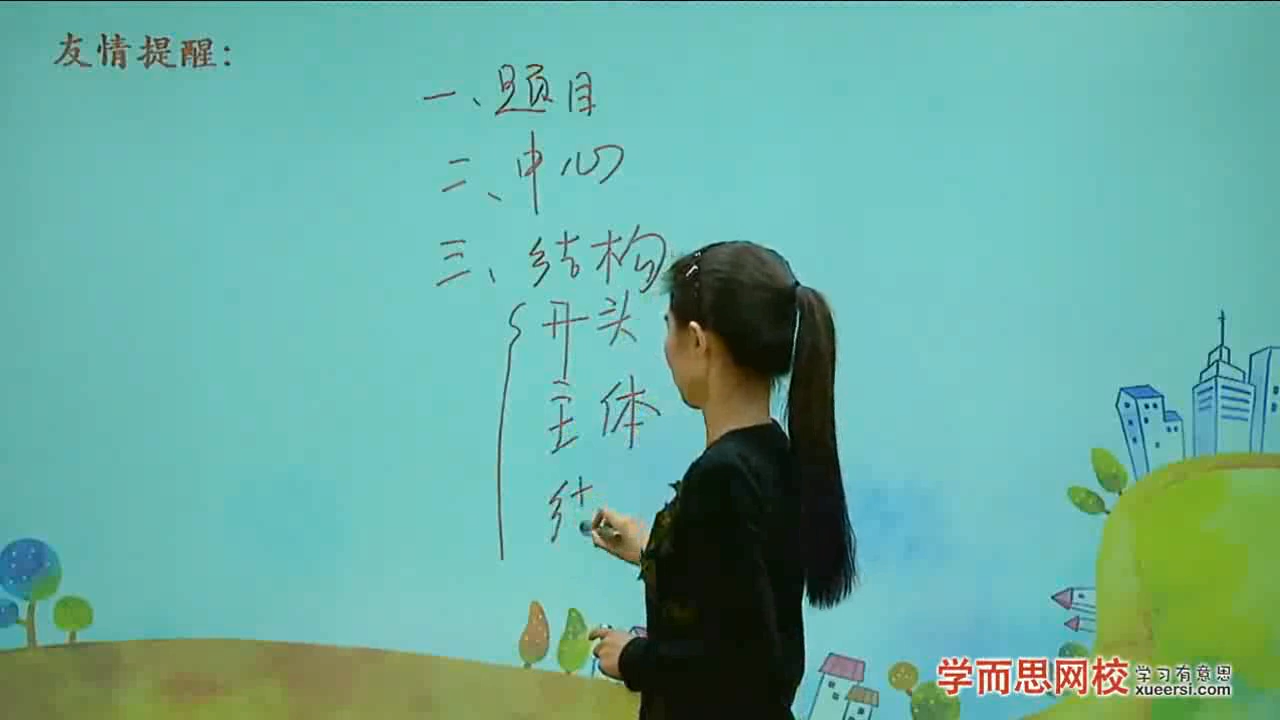 友情提醒:
一、题目
二、中心
三、结构
开头
主体
学而思网校 学习有意思
xueersi.com